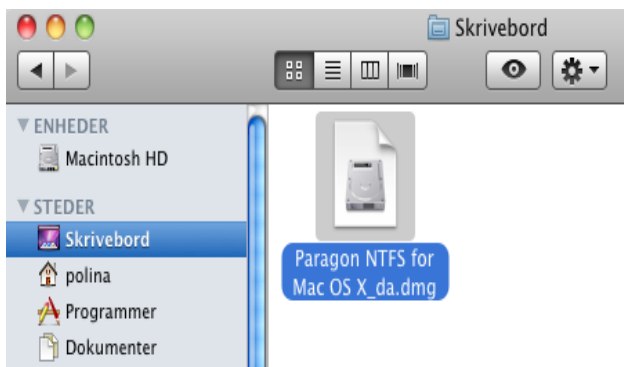 Skrivebord
ENHEDER
Macintosh HD
STEDER
Skrivebord
polina
Programmer
Dokumenter
Paragon NTFS for
Mac OS X_da.dmg